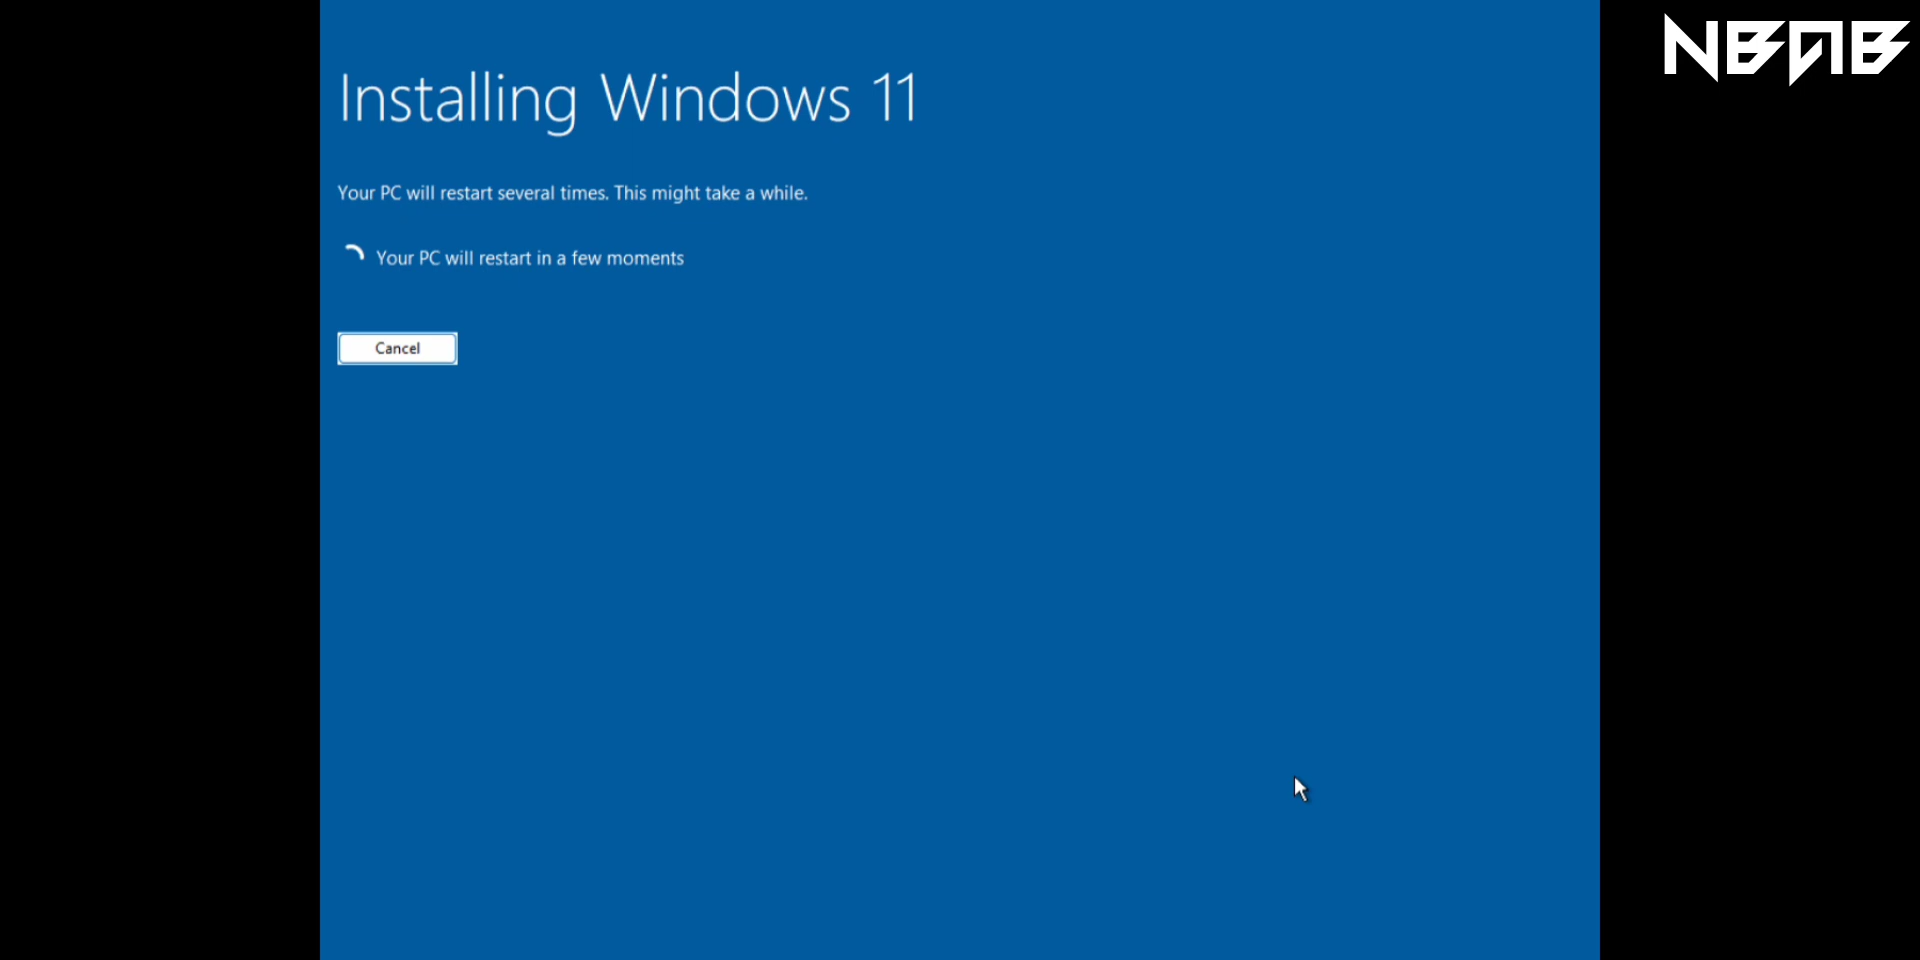 NBAB
Installing Windows 11
Your PC will restart several times. This might take a while.
Your PC will restart in a few moments
Cancel